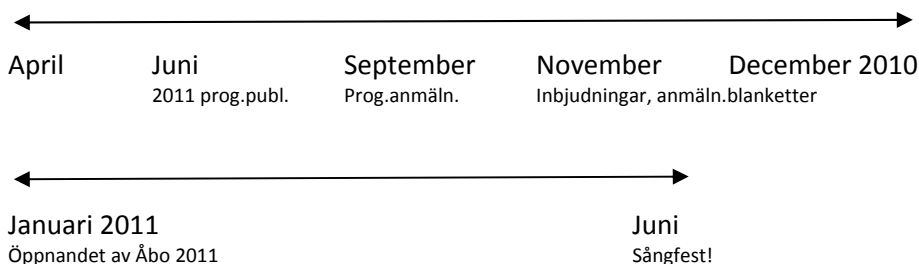 April Juni September November December 2010
2011 prog.publ. Prog.anmäln. Inbjudningar, anmäln.blanketter
Januari 2011 Juni
Öppnandet av Åbo 2011 Sångfest!